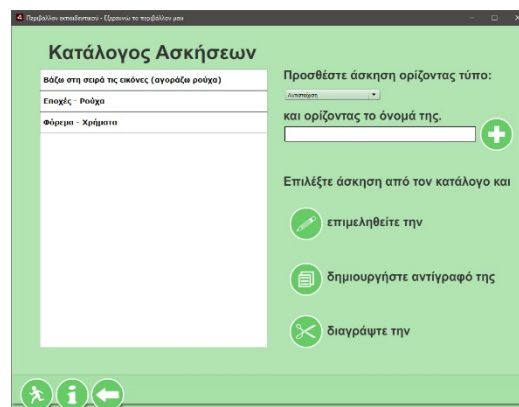 Περιβάλλον εκπαιδευτικού - Εξερευνώ το περιβάλλον μου
Κατάλογος Ασκήσεων
Βάζω στη σειρά τις εικόνες (αγοράζω ρούχα)
Εποχές - Ρούχα
Φόρεμα - Χρήματα
Προσθέστε άσκηση ορίζοντας τύπο:
Αντιστοίχιση
και ορίζοντας το όνομά της.
Επιλέξτε άσκηση από τον κατάλογο και
επιμεληθείτε την
δημιουργήστε αντίγραφό της
διαγράψτε την